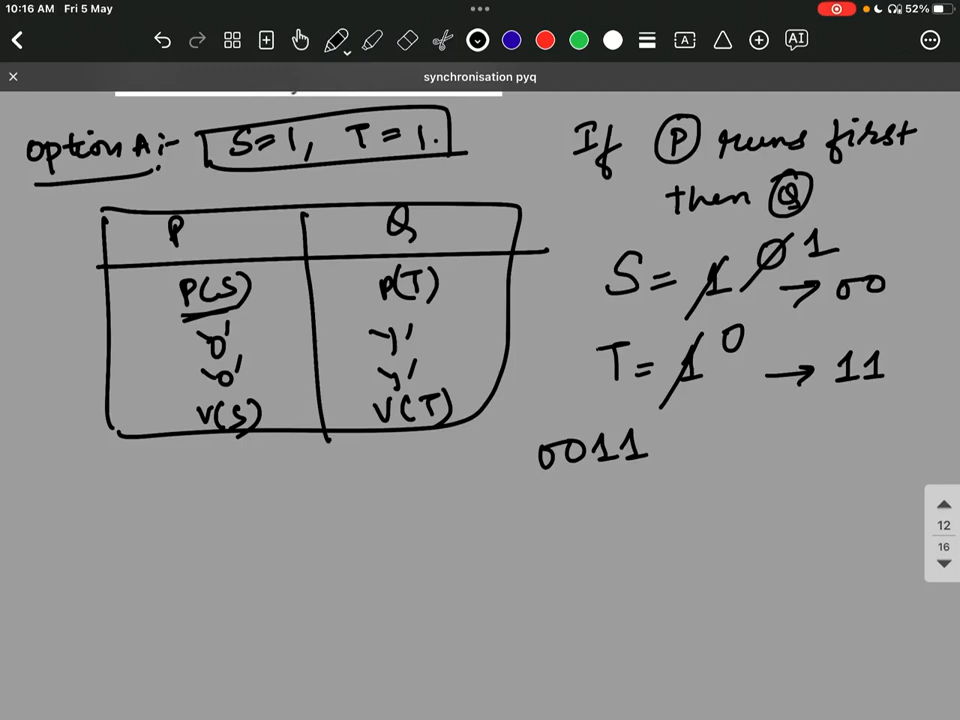 10:16 AM Fri 5 May
52%
AI
synchronisation pyq
option A:- S=1, T=1.
If P runs first
then Q
P Q
P(S) P(T)
'0' '1'
'0' '1'
V(S) V(T)
S = 1 0 1 → 00
T = 1 0 → 11
0011
12
16